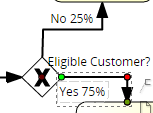 No 25%
Eligible Customer?
Yes 75%